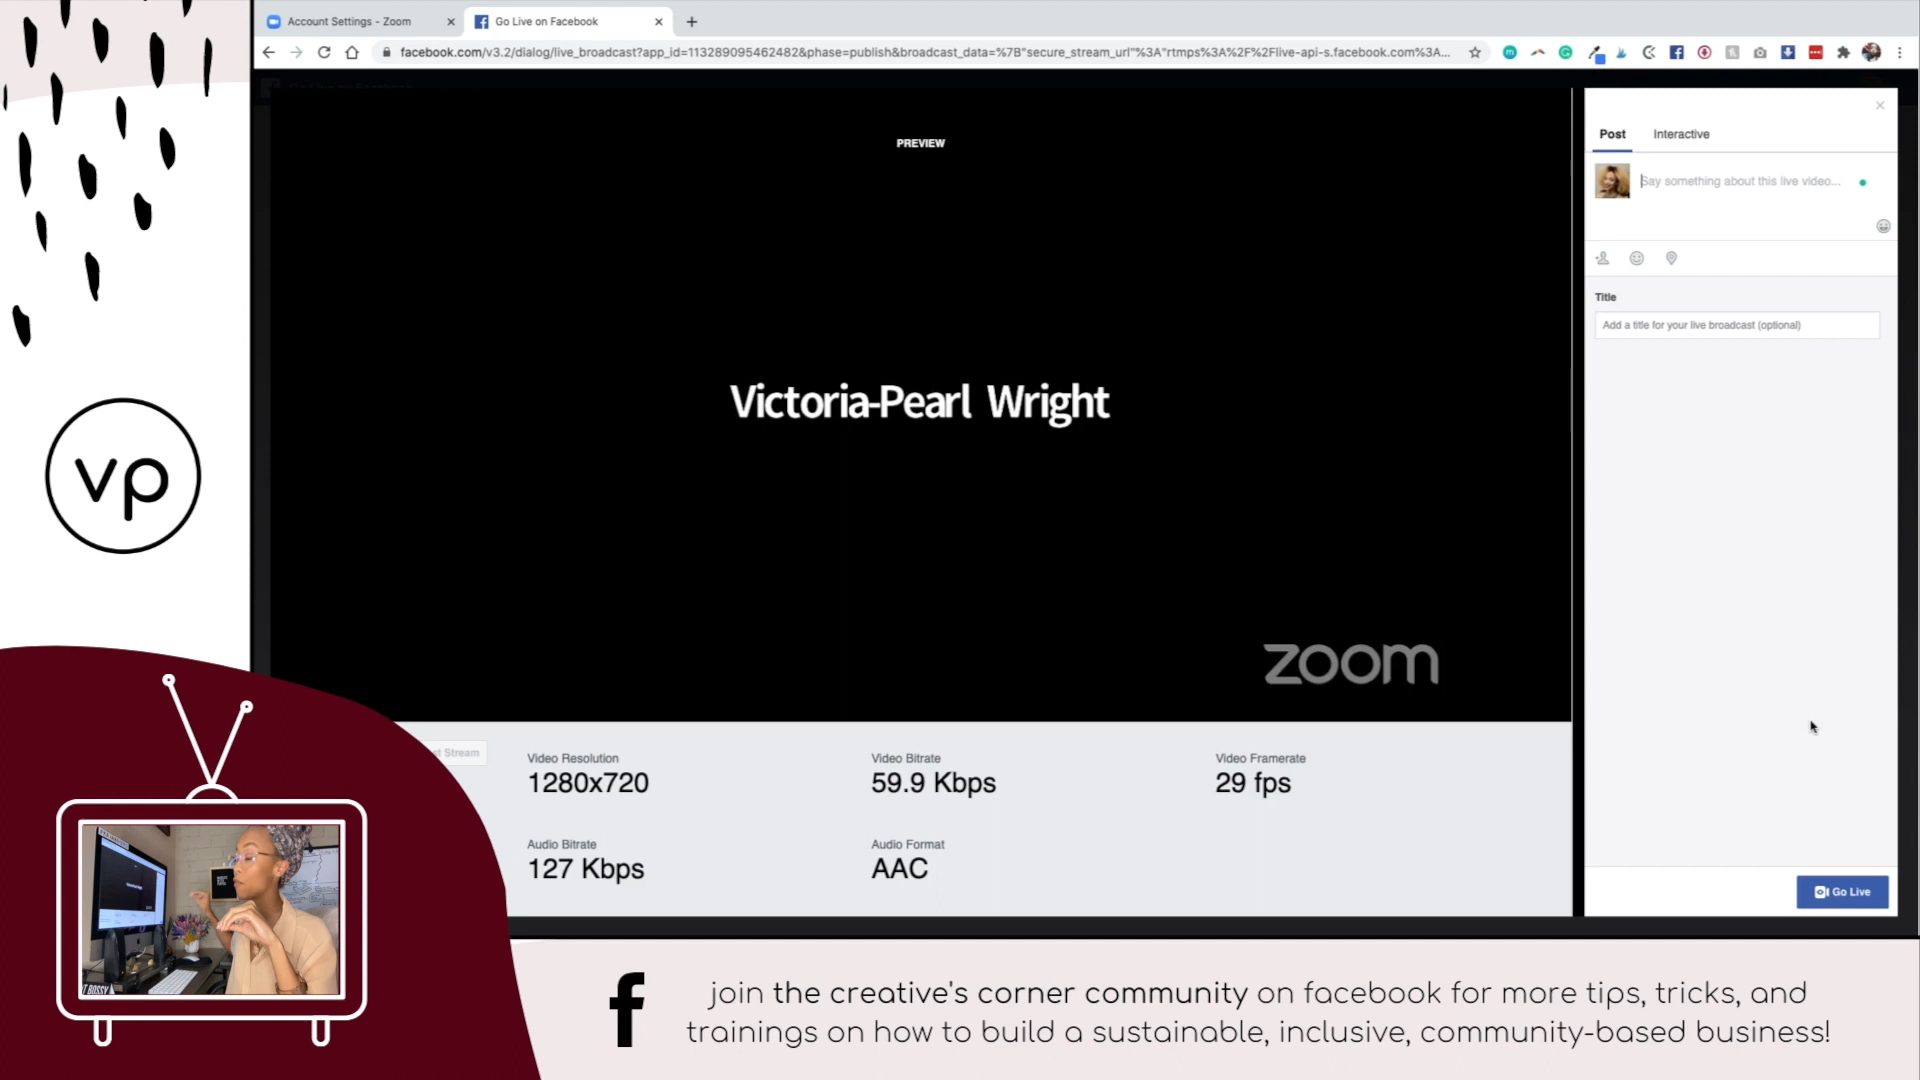 Account Settings - Zoom
Go Live on Facebook
facebook.com/v3.2/dialog/live_broadcast?app_id=113289095462482&phase=publish&broadcast_data=%7B"secure_stream_url"%3A"rtmps%3A%2F%2Flive-api-s.facebook.com%3A...
PREVIEW
Post
Interactive
Say something about this live video...
Title
Add a title for your live broadcast (optional)
Victoria-Pearl Wright
zoom
vp
Stream
Video Resolution
1280x720
Video Bitrate
59.9 Kbps
Video Framerate
29 fps
Audio Bitrate
127 Kbps
Audio Format
AAC
Go Live
BOSSY
f
join the creative's corner community on facebook for more tips, tricks, and
trainings on how to build a sustainable, inclusive, community-based business!